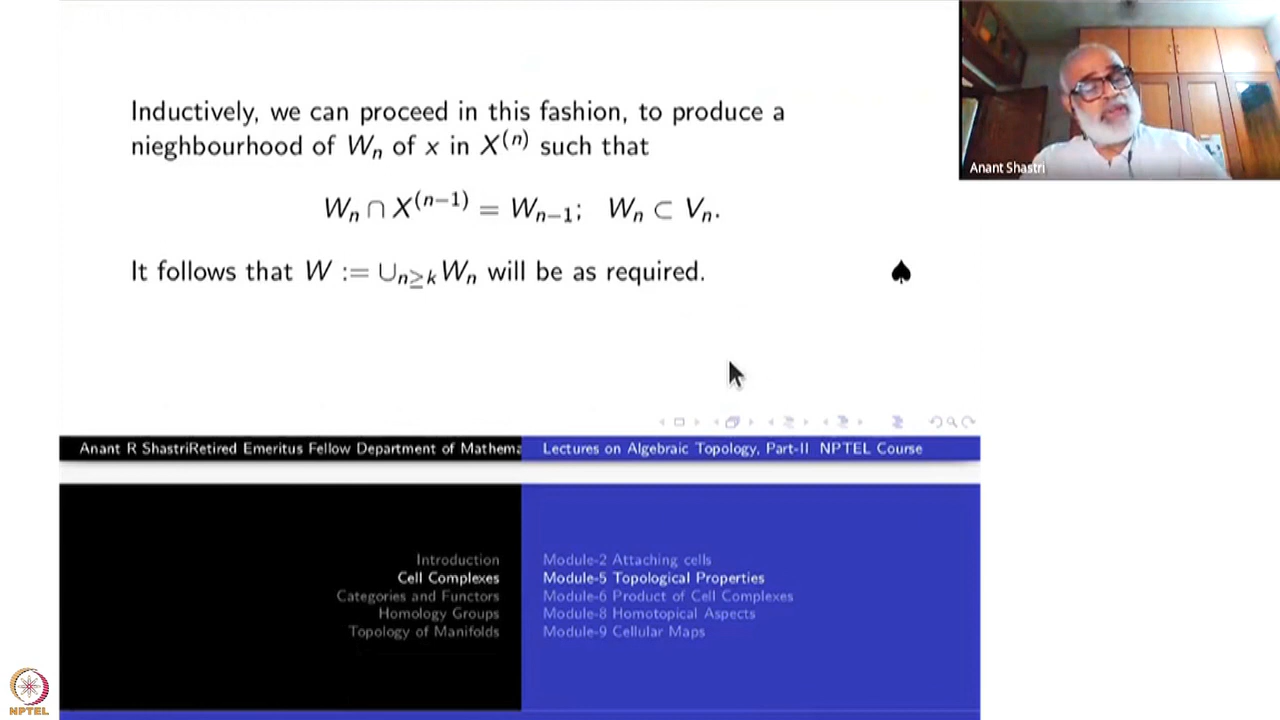 Inductively, we can proceed in this fashion, to produce a
nieghbourhood of Wₙ of x in X⁽ⁿ⁾ such that
Wₙ ∩ X⁽ⁿ⁻¹⁾ = Wₙ₋₁; Wₙ ⊂ Vₙ.
It follows that W := ∪ₙ≥ₖWₙ will be as required. ♠
Anant Shastri
Anant R ShastriRetired Emeritus Fellow Department of Mathema
Lectures on Algebraic Topology, Part-II NPTEL Course
Introduction
Cell Complexes
Categories and Functors
Homology Groups
Topology of Manifolds
Module-2 Attaching cells
Module-5 Topological Properties
Module-6 Product of Cell Complexes
Module-8 Homotopical Aspects
Module-9 Cellular Maps
NPTEL